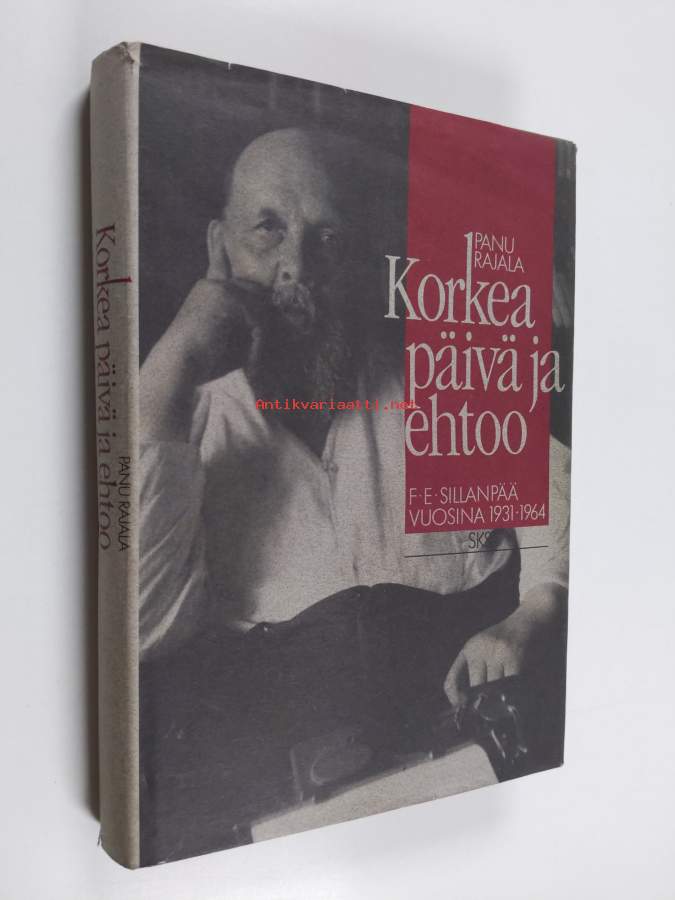 PANU
RAJALA
Korkea
päivä ja
ehtoo
F·E·SILLANPÄÄ
VUOSINA 1931-1964
SKS
Korkea päivä ja ehtoo
PANU RAJALA
Antikvariaatti.net